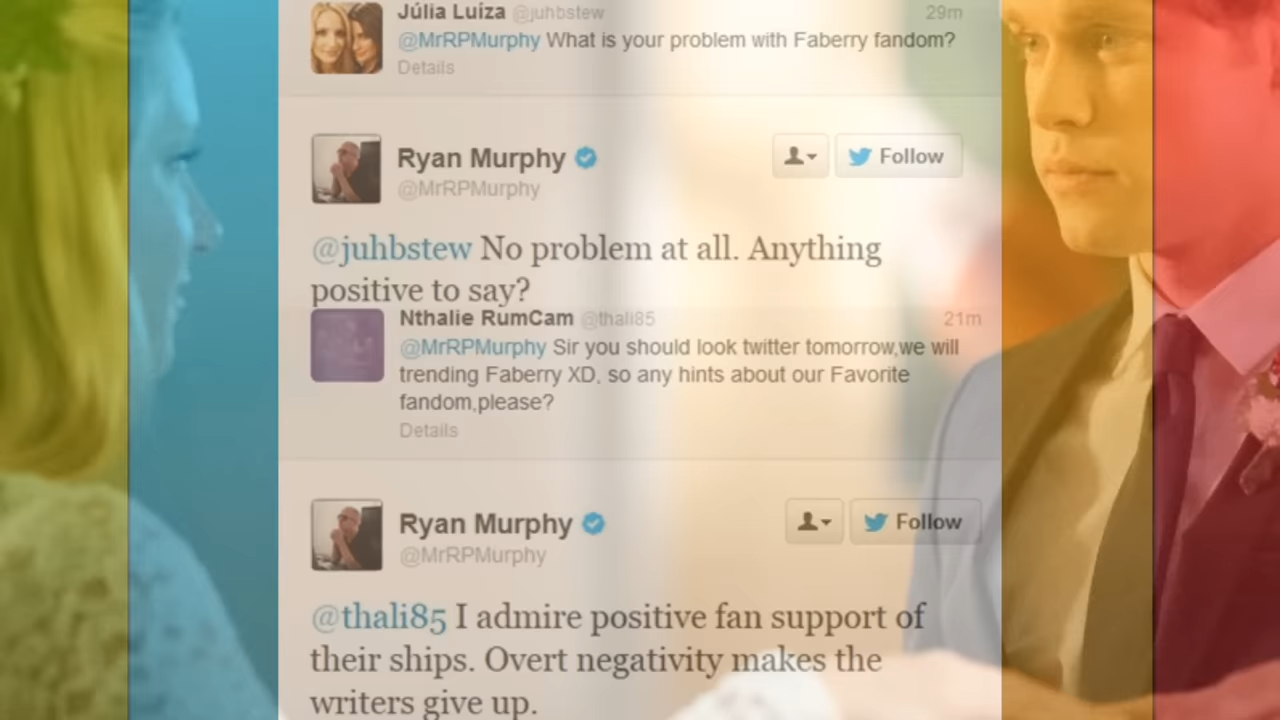 Júlia Luíza @juhbstew 29m
@MrRPMurphy What is your problem with Faberry fandom?
Details
Ryan Murphy Follow
@MrRPMurphy
@juhbstew No problem at all. Anything
positive to say?
Nthalie RumCam @thali85 21m
@MrRPMurphy Sir you should look twitter tomorrow,we will
trending Faberry XD, so any hints about our Favorite
fandom,please?
Details
Ryan Murphy Follow
@MrRPMurphy
@thali85 I admire positive fan support of
their ships. Overt negativity makes the
writers give up.